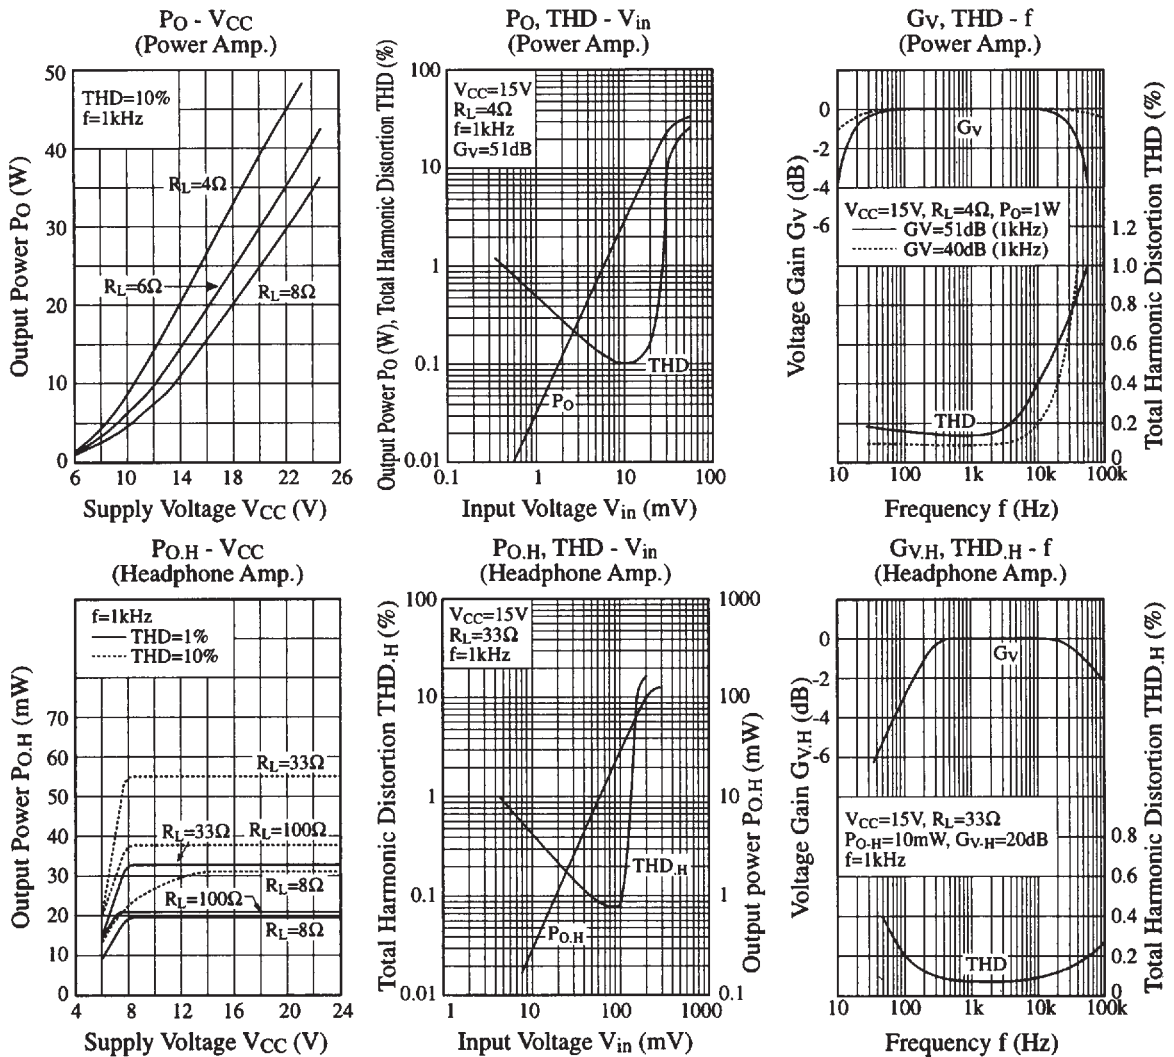 PO - VCC
(Power Amp.)
50
40
30
20
10
0
6
10
14
18
22
26
THD=10%
f=1kHz
RL=4Ω
RL=6Ω
RL=8Ω
Output Power PO (W)
Supply Voltage VCC (V)
PO, THD - Vin
(Power Amp.)
100
10
1
0.1
0.01
0.1
1
10
100
VCC=15V
RL=4Ω
f=1kHz
GV=51dB
THD
PO
Output Power PO (W), Total Harmonic Distortion THD (%)
Input Voltage Vin (mV)
GV, THD - f
(Power Amp.)
0
-2
-4
-6
GV
VCC=15V, RL=4Ω, PO=1W
GV=51dB (1kHz)
GV=40dB (1kHz)
THD
1.2
1.0
0.8
0.6
0.4
0.2
0
10
100
1k
10k
100k
Voltage Gain GV (dB)
Total Harmonic Distortion THD (%)
Frequency f (Hz)
PO.H - VCC
(Headphone Amp.)
f=1kHz
THD=1%
THD=10%
70
60
50
40
30
20
10
0
4
8
12
16
20
24
RL=33Ω
RL=33Ω
RL=100Ω
RL=8Ω
RL=100Ω
RL=8Ω
Output Power PO.H (mW)
Supply Voltage VCC (V)
PO.H, THD - Vin
(Headphone Amp.)
100
10
1
0.1
0.01
1
10
100
1000
1000
100
10
1
0.1
VCC=15V
RL=33Ω
f=1kHz
THD.H
PO.H
Total Harmonic Distortion THD.H (%)
Output power PO.H (mW)
Input Voltage Vin (mV)
GV.H, THD.H - f
(Headphone Amp.)
0
-2
-4
-6
GV
VCC=15V, RL=33Ω
PO-H=10mW, GV-H=20dB
f=1kHz
THD
0.8
0.6
0.4
0.2
0
10
100
1k
10k
100k
Voltage Gain GV.H (dB)
Total Harmonic Distortion THD.H (%)
Frequency f (Hz)